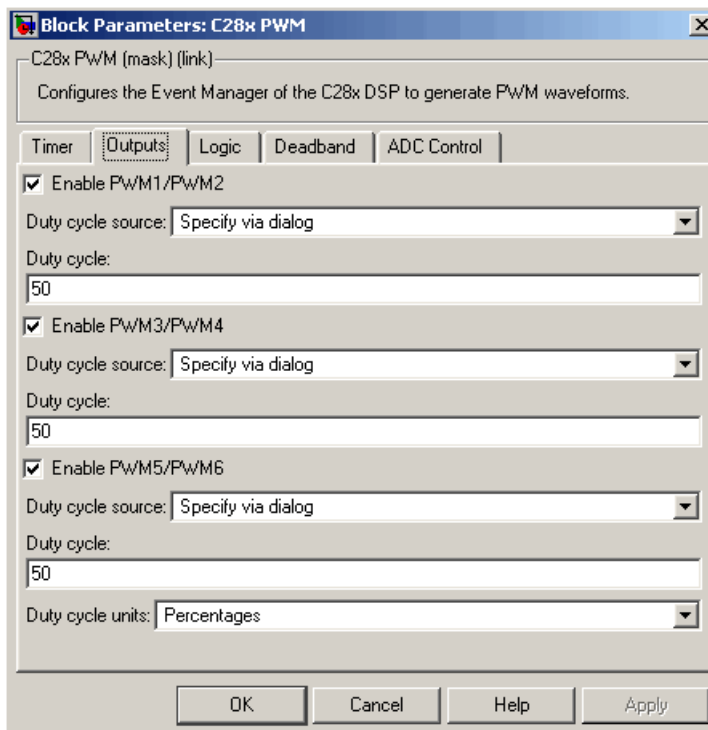 Block Parameters: C28x PWM
C28x PWM (mask) (link)
Configures the Event Manager of the C28x DSP to generate PWM waveforms.
Timer Outputs Logic Deadband ADC Control
Enable PWM1/PWM2
Duty cycle source: Specify via dialog
Duty cycle:
50
Enable PWM3/PWM4
Duty cycle source: Specify via dialog
Duty cycle:
50
Enable PWM5/PWM6
Duty cycle source: Specify via dialog
Duty cycle:
50
Duty cycle units: Percentages
OK Cancel Help Apply